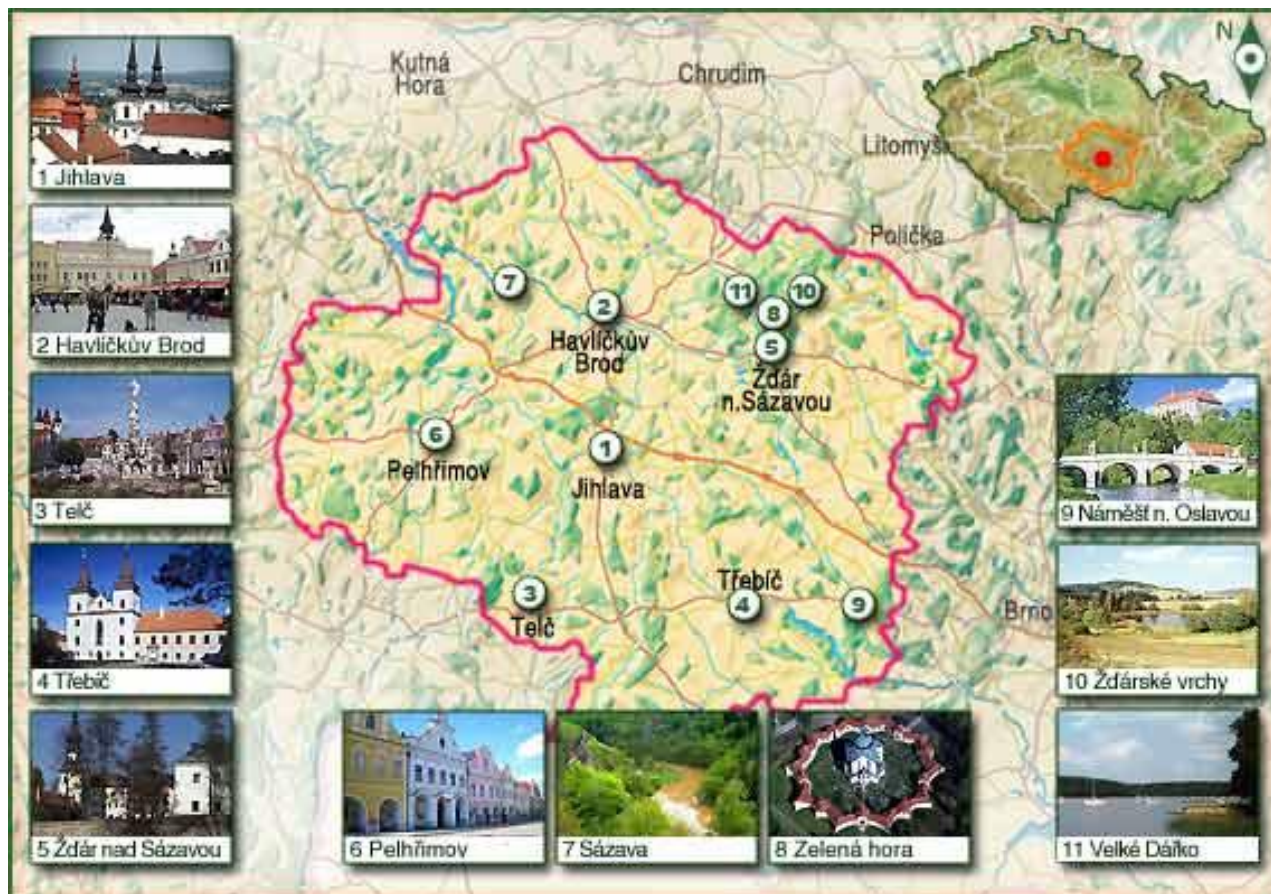 Kutná
Hora
Chrudim
N
Litomyšl
Polička
1 Jihlava
2 Havlíčkův Brod
3 Telč
4 Třebíč
5 Žďár nad Sázavou
7
2
Havlíčkův
Brod
11
10
8
5
Žďár
n.Sázavou
6
Pelhřimov
1
Jihlava
3
Telč
Třebíč
4
9
Brno
9 Náměšť n. Oslavou
10 Žďárské vrchy
11 Velké Dářko
6 Pelhřimov
7 Sázava
8 Zelená hora